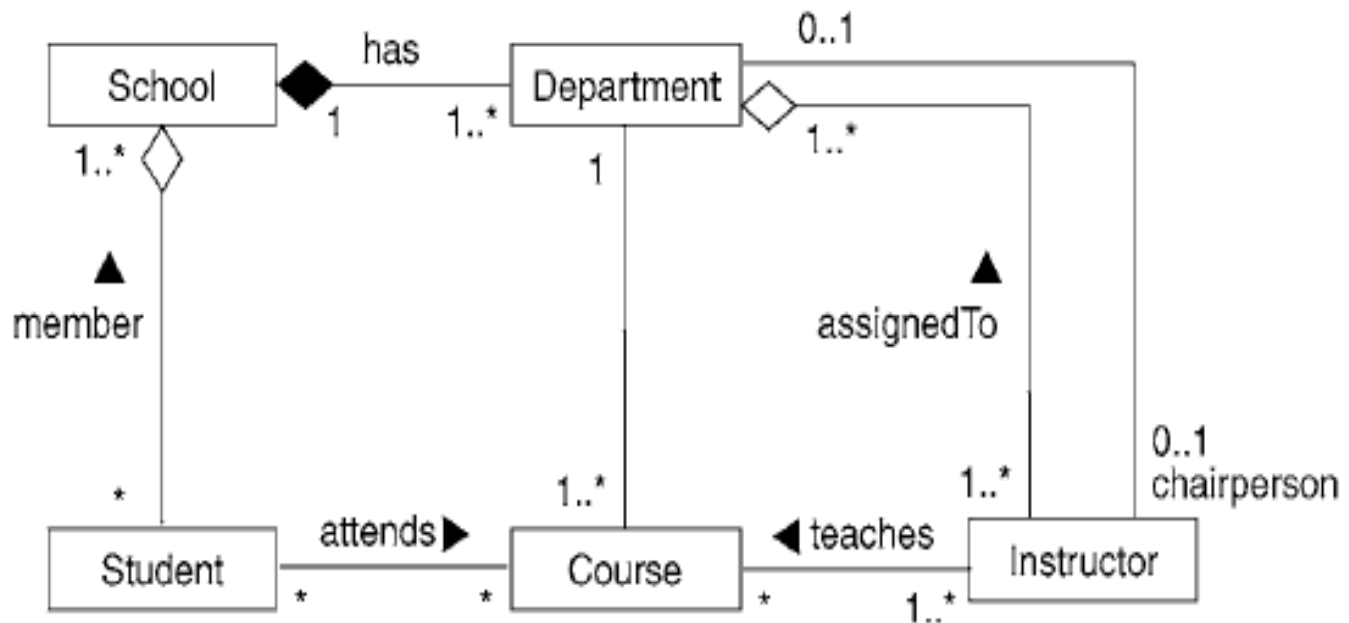 0..1
School
has
Department
1
1..*
1..*
1..*
1
member
assignedTo
0..1
chairperson
*
1..*
1..*
attends
teaches
Student
Course
Instructor
*
*
*
1..*